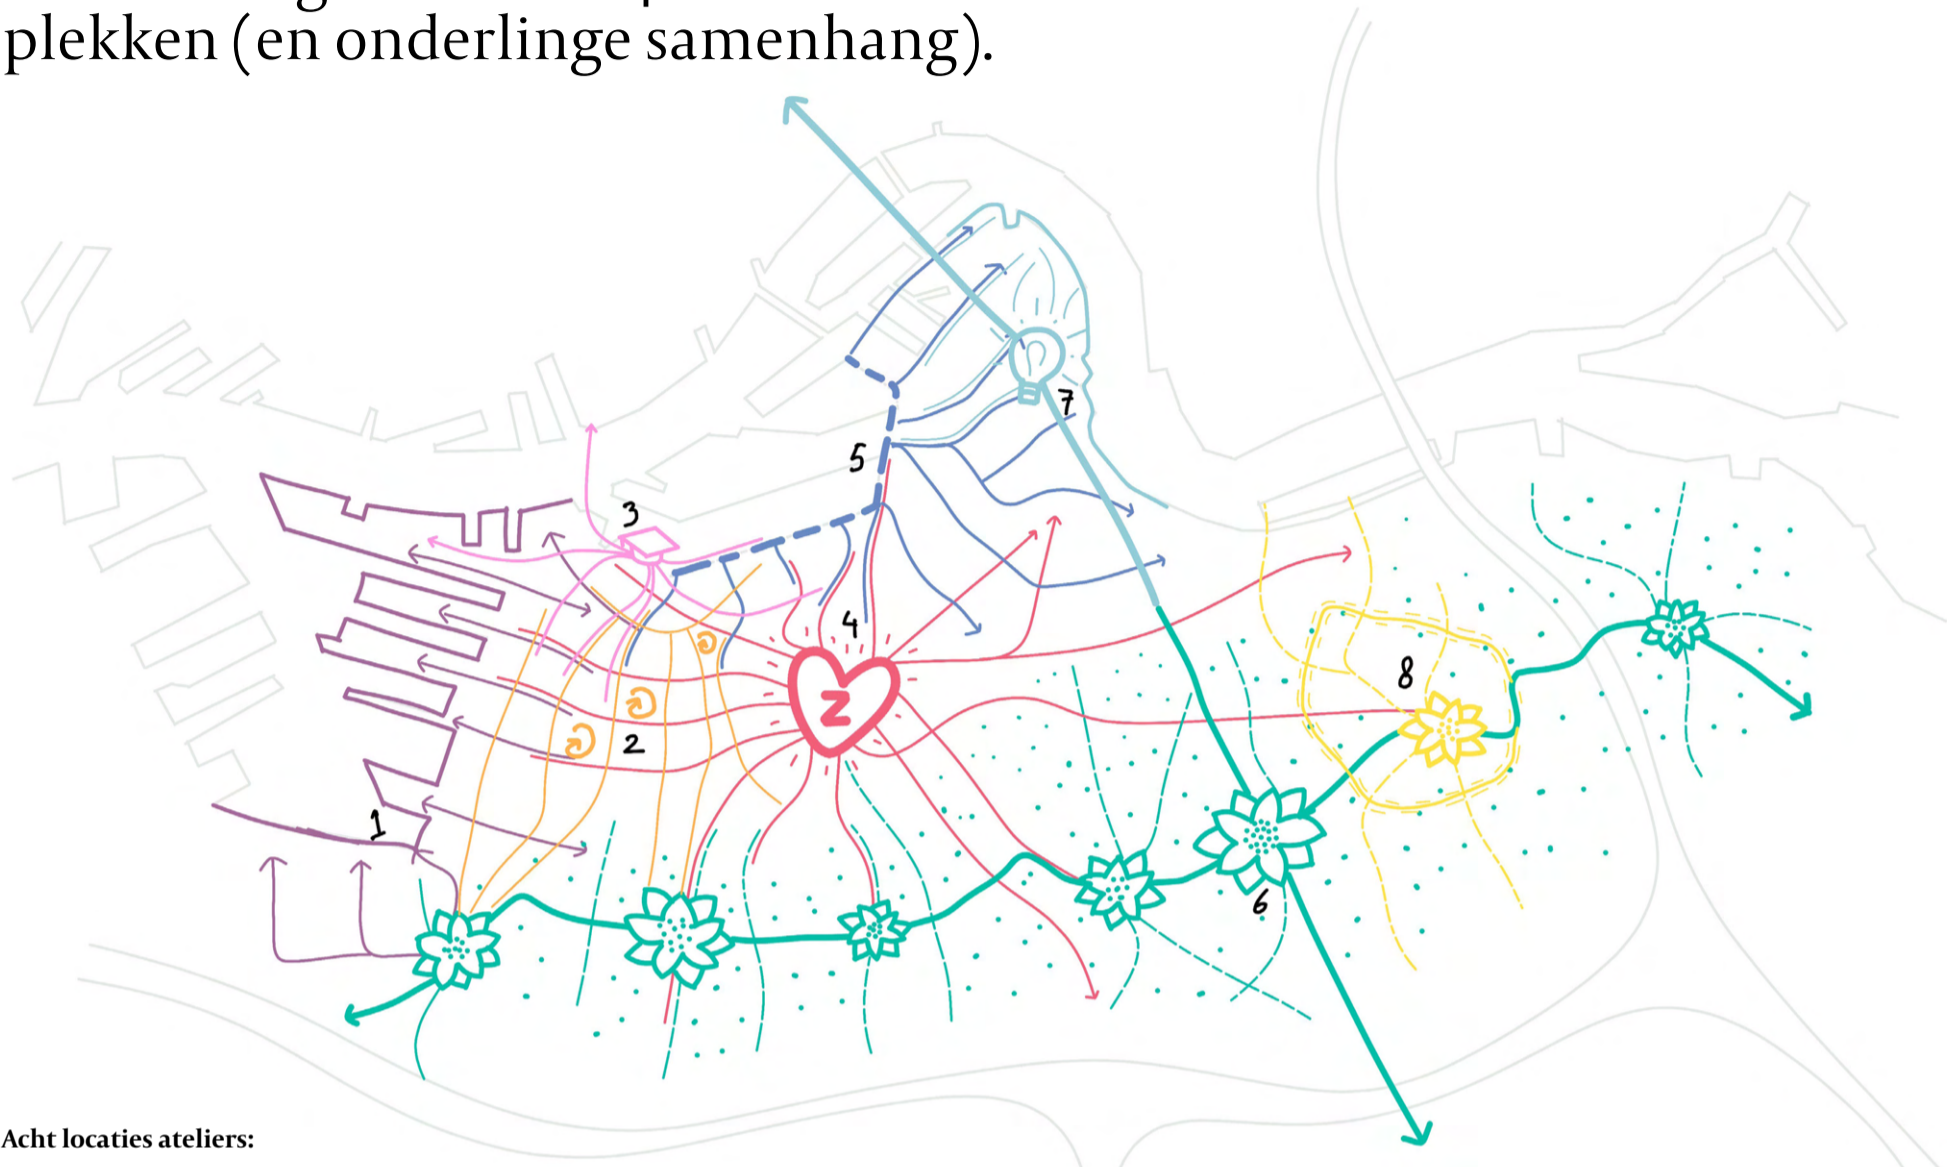 plekken (en onderlinge samenhang).
7
5
3
4
8
2
1
6
Z
Acht locaties ateliers: